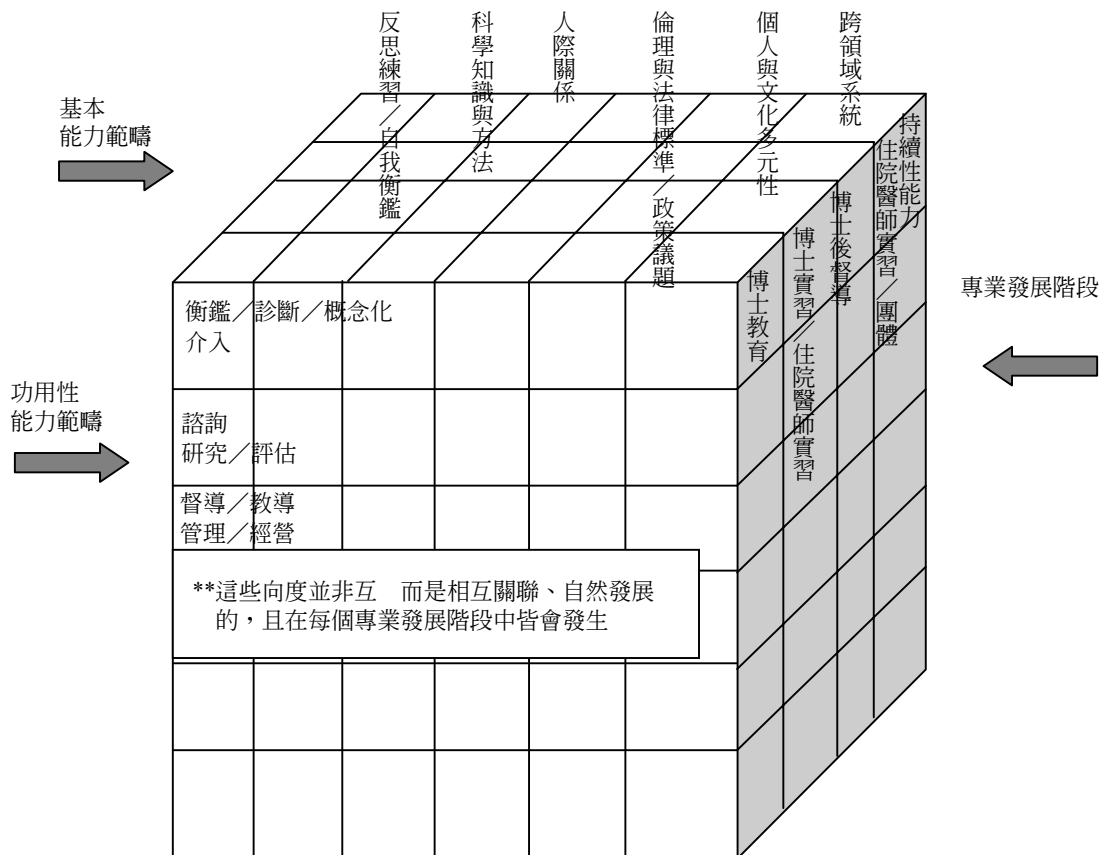 反思練習／自我衡鑑
科學知識與方法
人際關係
倫理與法律標準／政策議題
個人與文化多元性
跨領域系統
基本
能力範疇
持續性能力
住院醫師實習／團體
博士後督導
博士實習／住院醫師實習
博士教育
專業發展階段
衡鑑／診斷／概念化
介入
功用性
能力範疇
諮詢
研究／評估
督導／教導
管理／經營
**這些向度並非互　而是相互關聯、自然發展
的，且在每個專業發展階段中皆會發生